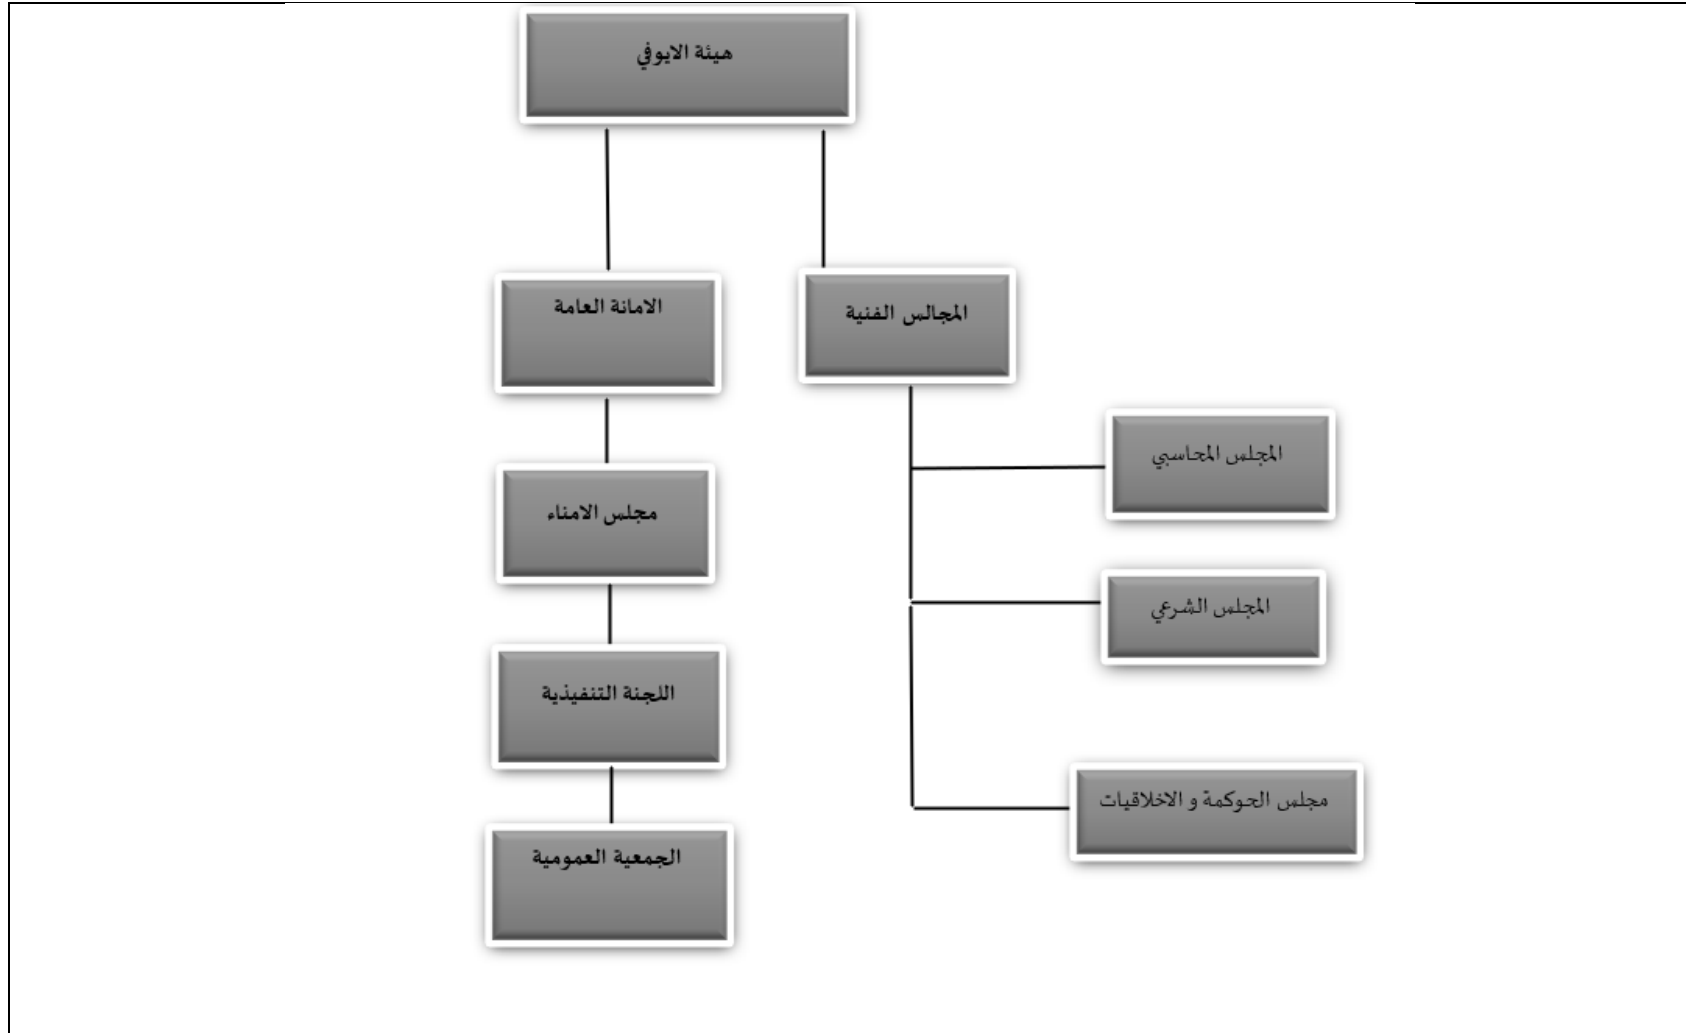 هيئة الايوفي
المجالس الفنية
الامانة العامة
المجلس المحاسبي
مجلس الامناء
المجلس الشرعي
اللجنة التنفيذية
مجلس الحوكمة و الاخلاقيات
الجمعية العمومية